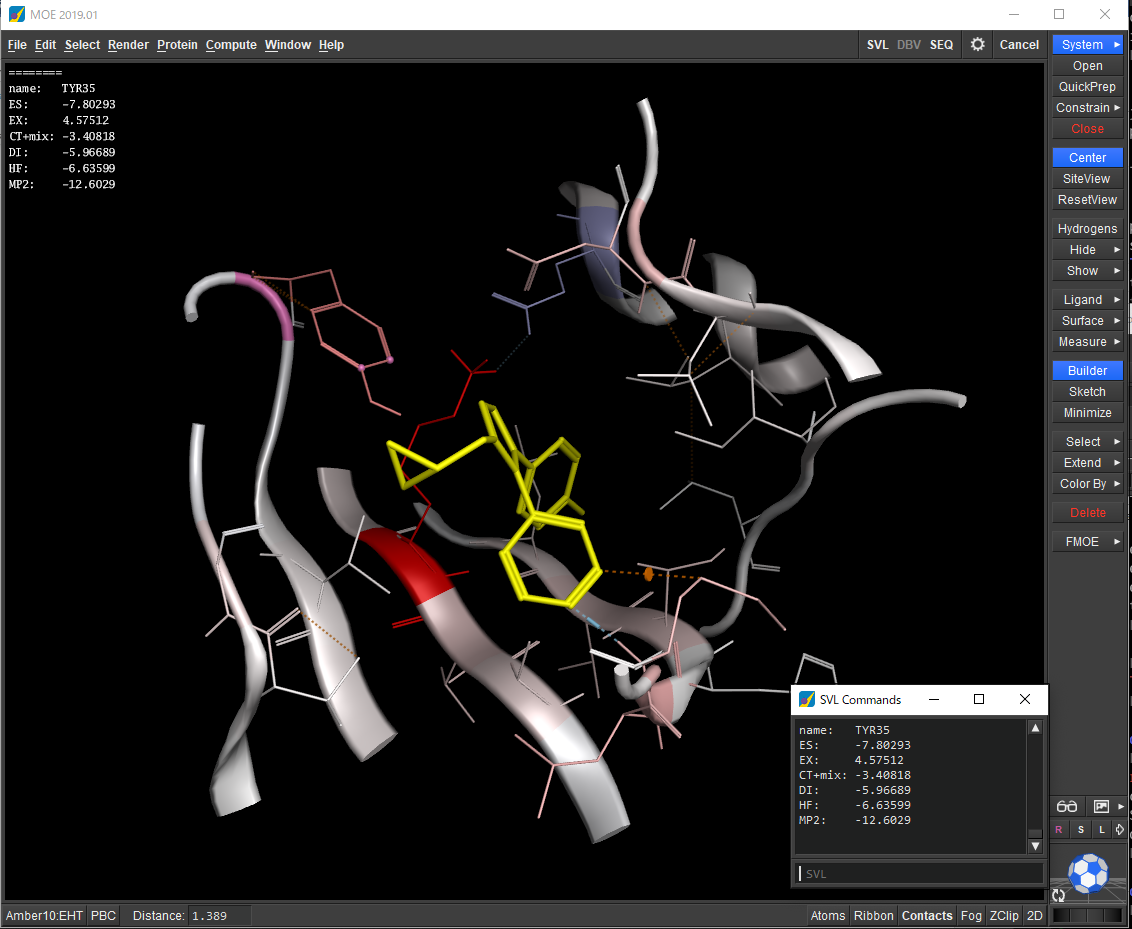 MOE 2019.01
File Edit Select Render Protein Compute Window Help
SVL DBV SEQ Cancel
========
name: TYR35
ES: -7.80293
EX: 4.57512
CT+mix: -3.40818
DI: -5.96689
HF: -6.63599
MP2: -12.6029
System
Open
QuickPrep
Constrain
Close
Center
SiteView
ResetView
Hydrogens
Hide
Show
Ligand
Surface
Measure
Builder
Sketch
Minimize
Select
Extend
Color By
Delete
FMOE
SVL Commands
name: TYR35
ES: -7.80293
EX: 4.57512
CT+mix: -3.40818
DI: -5.96689
HF: -6.63599
MP2: -12.6029
SVL
R S L
Amber10:EHT PBC Distance: 1.389
Atoms Ribbon Contacts Fog ZClip 2D